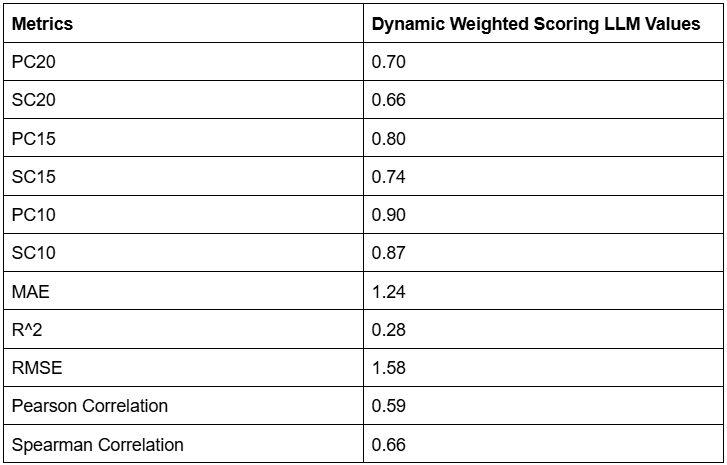 Metrics Dynamic Weighted Scoring LLM Values
PC20 0.70
SC20 0.66
PC15 0.80
SC15 0.74
PC10 0.90
SC10 0.87
MAE 1.24
R^2 0.28
RMSE 1.58
Pearson Correlation 0.59
Spearman Correlation 0.66